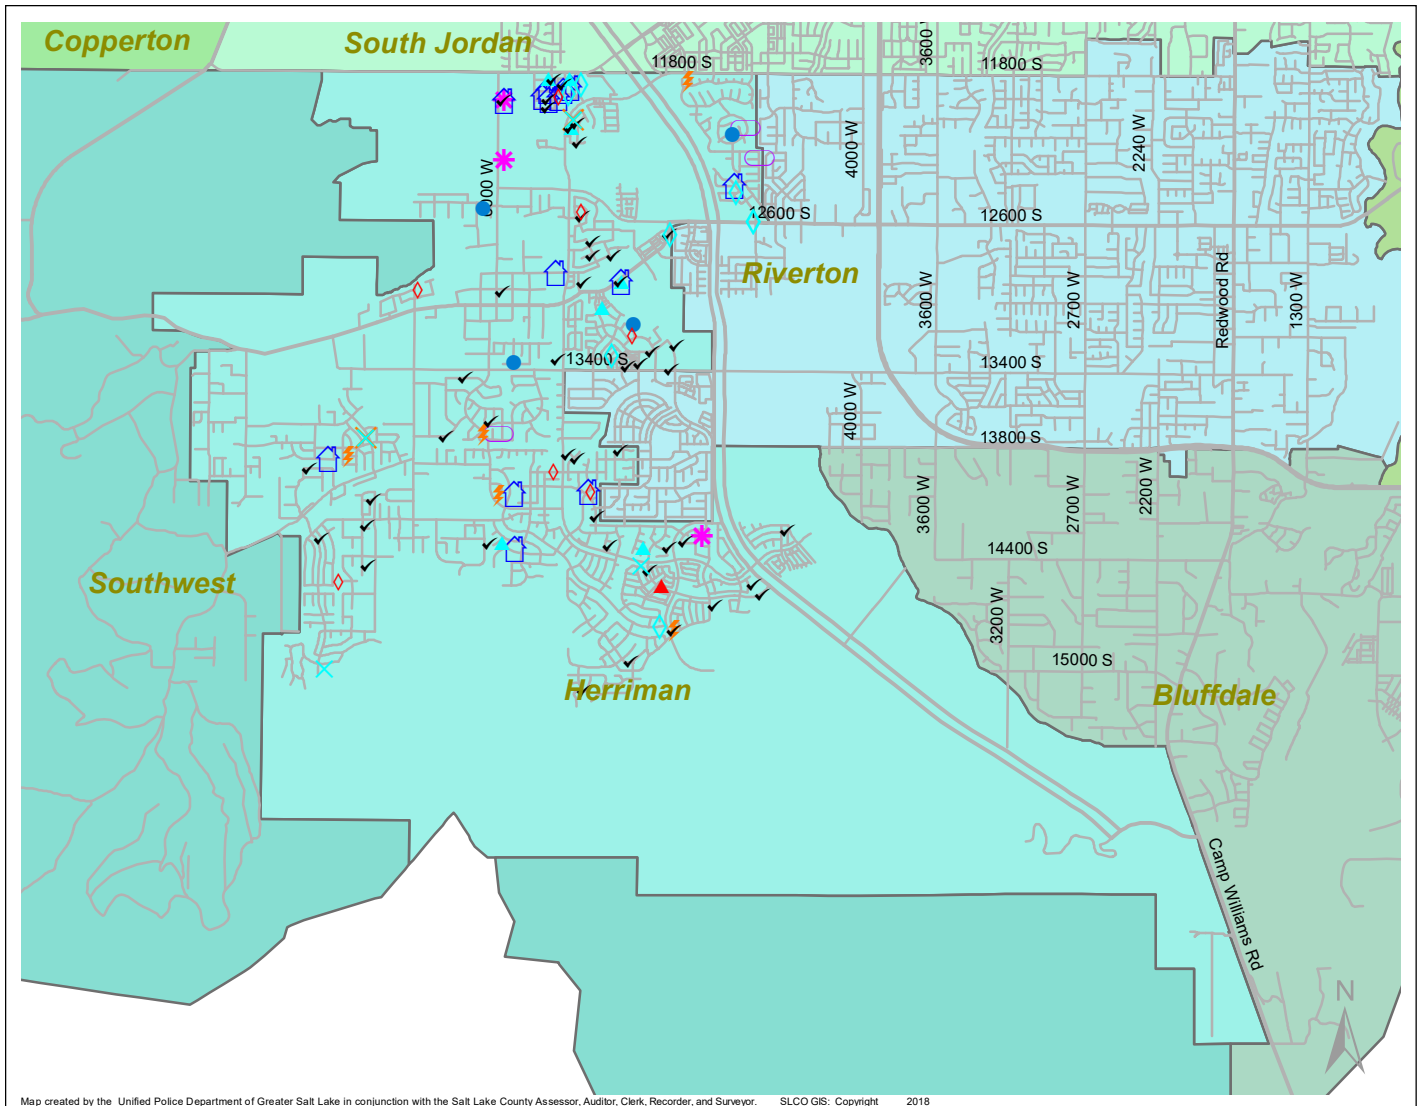 Copperton
South Jordan
3600
11800 S
11800 S
4000 W
2240 W
12600 S
12600 S
Riverton
3600 W
2700 W
Redwood Rd
1300 W
13400 S
13400 S
4000 W
13800 S
3600 W
2700 W
2200 W
14400 S
Southwest
3200 W
15000 S
Herriman
Bluffdale
Camp Williams Rd
N
Map created by the Unified Police Department of Greater Salt Lake in conjunction with the Salt Lake County Assessor, Auditor, Clerk, Recorder, and Surveyor. SLCO GIS: Copyright 2018